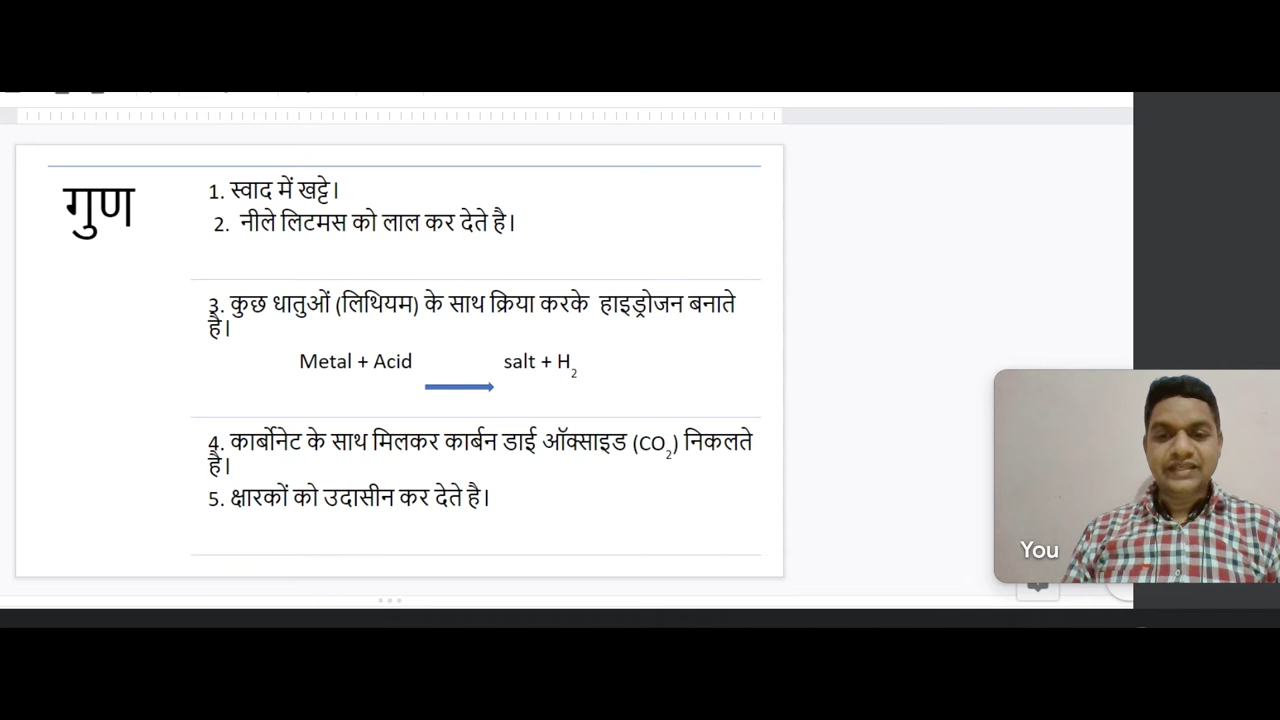 गुण
1. स्वाद में खट्टे।
2. नीले लिटमस को लाल कर देते है।
3. कुछ धातुओं (लिथियम) के साथ क्रिया करके हाइड्रोजन बनाते
है।
Metal + Acid salt + H2
4. कार्बोनेट के साथ मिलकर कार्बन डाई ऑक्साइड (CO2) निकलते
है।
5. क्षारकों को उदासीन कर देते है।
You